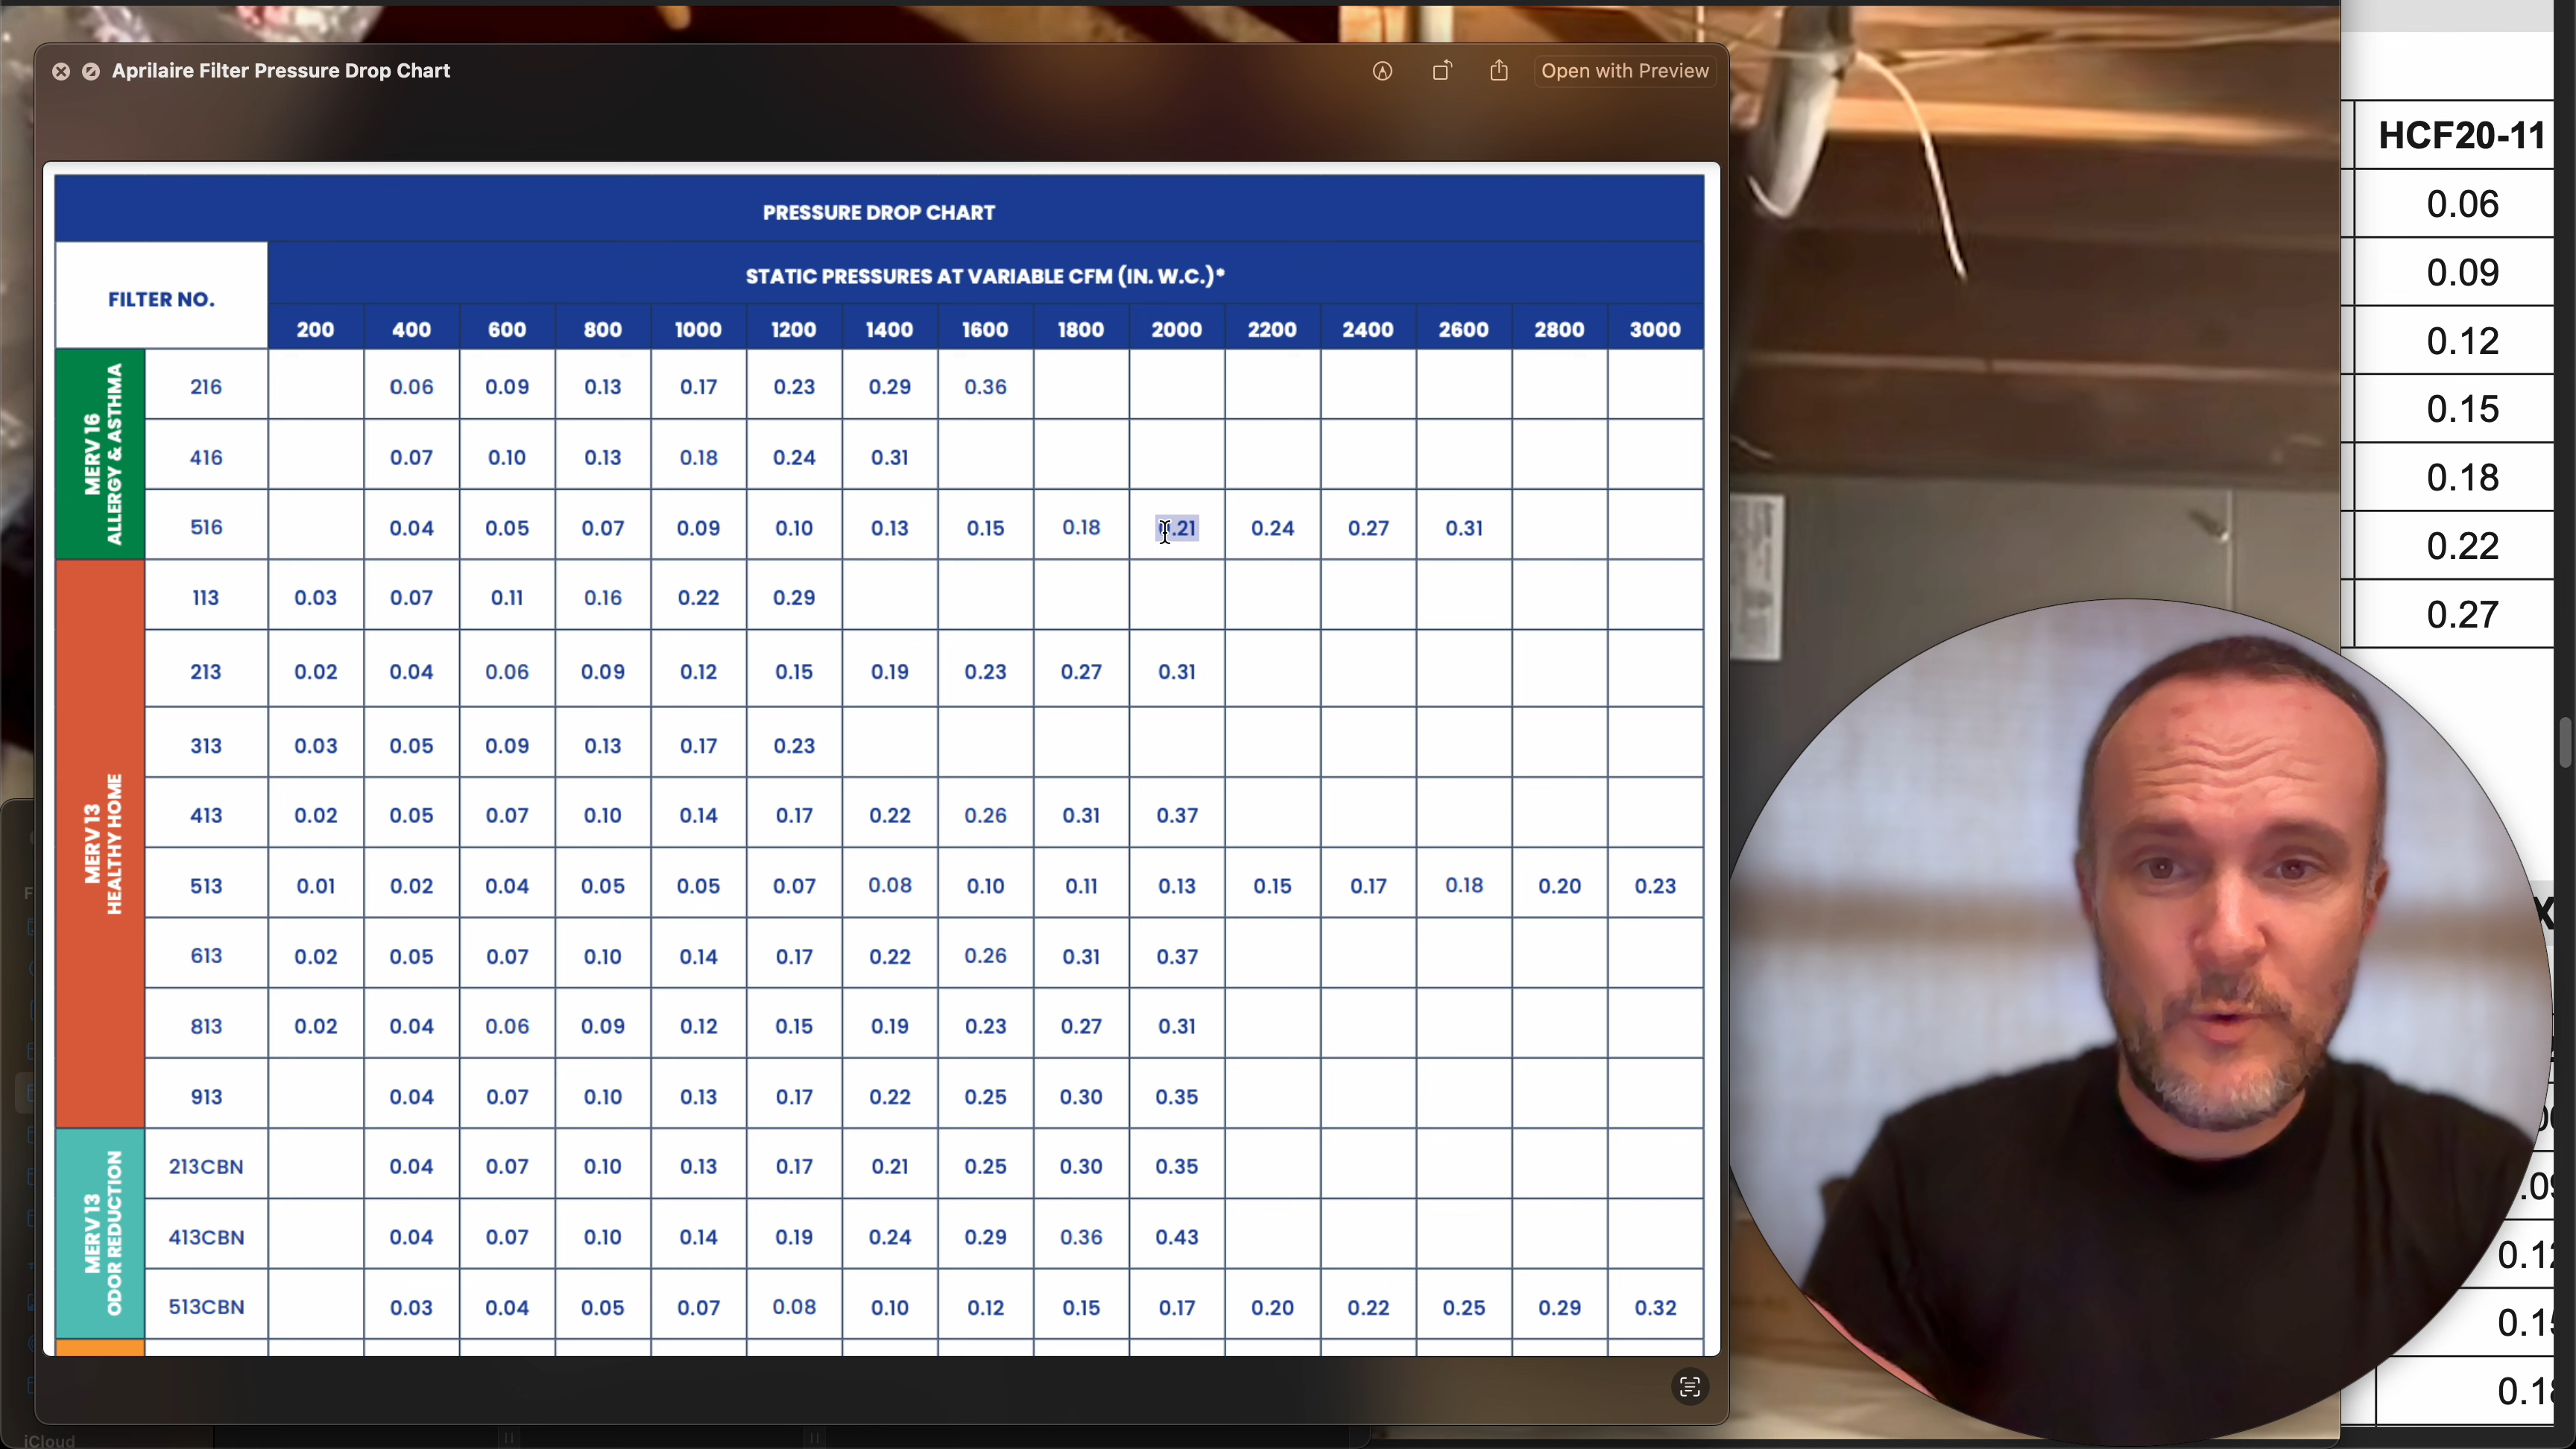 Aprilaire Filter Pressure Drop Chart
Open with Preview
PRESSURE DROP CHART
FILTER NO.
STATIC PRESSURES AT VARIABLE CFM (IN. W.C.)*
200 400 600 800 1000 1200 1400 1600 1800 2000 2200 2400 2600 2800 3000
MERV 16
ALLERGY & ASTHMA
216 0.06 0.09 0.13 0.17 0.23 0.29 0.36
416 0.07 0.10 0.13 0.18 0.24 0.31
516 0.04 0.05 0.07 0.09 0.10 0.13 0.15 0.18 0.21 0.24 0.27 0.31
MERV 13
HEALTHY HOME
113 0.03 0.07 0.11 0.16 0.22 0.29
213 0.02 0.04 0.06 0.09 0.12 0.15 0.19 0.23 0.27 0.31
313 0.03 0.05 0.09 0.13 0.17 0.23
413 0.02 0.05 0.07 0.10 0.14 0.17 0.22 0.26 0.31 0.37
513 0.01 0.02 0.04 0.05 0.05 0.07 0.08 0.10 0.11 0.13 0.15 0.17 0.18 0.20 0.23
613 0.02 0.05 0.07 0.10 0.14 0.17 0.22 0.26 0.31 0.37
813 0.02 0.04 0.06 0.09 0.12 0.15 0.19 0.23 0.27 0.31
913 0.04 0.07 0.10 0.13 0.17 0.22 0.25 0.30 0.35
MERV 13
ODOR REDUCTION
213CBN 0.04 0.07 0.10 0.13 0.17 0.21 0.25 0.30 0.35
413CBN 0.04 0.07 0.10 0.14 0.19 0.24 0.29 0.36 0.43
513CBN 0.03 0.04 0.05 0.07 0.08 0.10 0.12 0.15 0.17 0.20 0.22 0.25 0.29 0.32
HCF20-11
0.06
0.09
0.12
0.15
0.18
0.22
0.27
iCloud